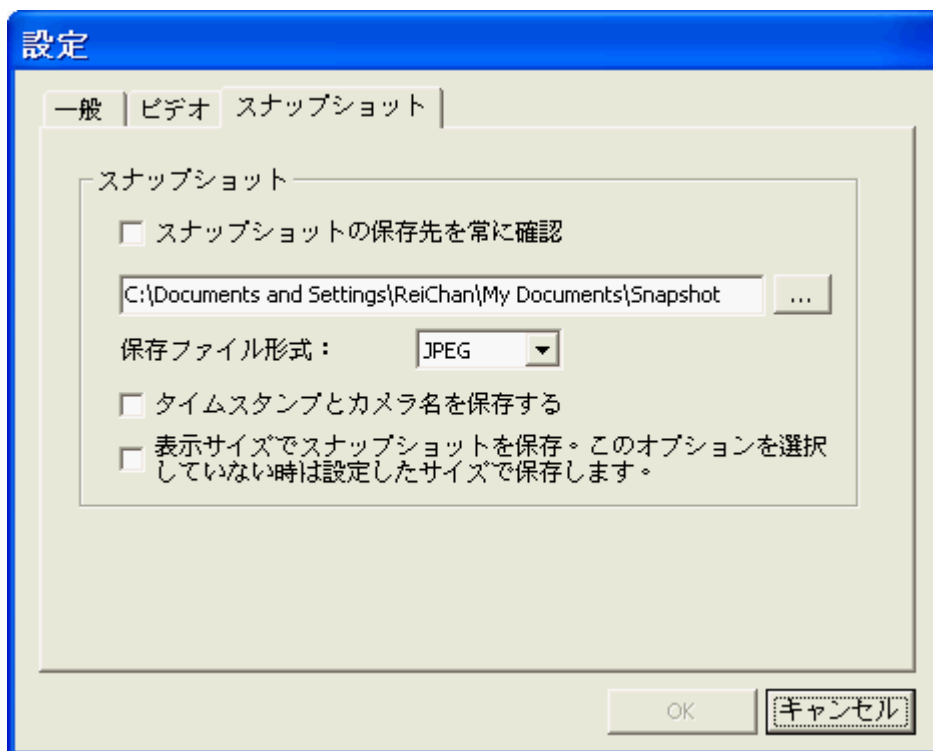 設定
一般
ビデオ
スナップショット
スナップショット
スナップショットの保存先を常に確認
C:\Documents and Settings\ReiChan\My Documents\Snapshot
...
保存ファイル形式：
JPEG
タイムスタンプとカメラ名を保存する
表示サイズでスナップショットを保存。このオプションを選択
していない時は設定したサイズで保存します。
OK
キャンセル